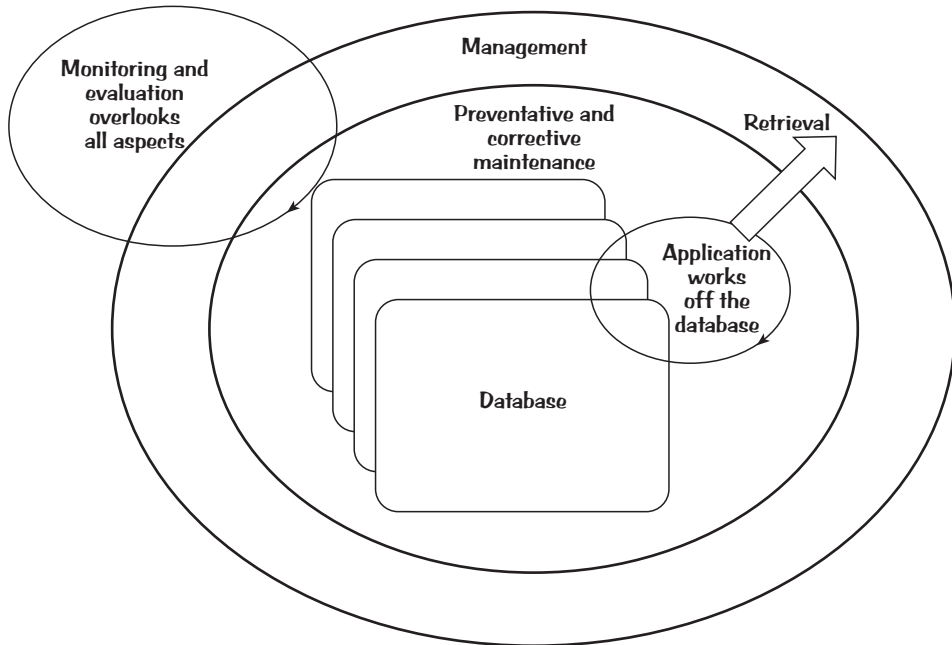 Management
Monitoring and
evaluation
overlooks
all aspects
Preventative and
corrective
maintenance
Retrieval
Application
works
off the
database
Database